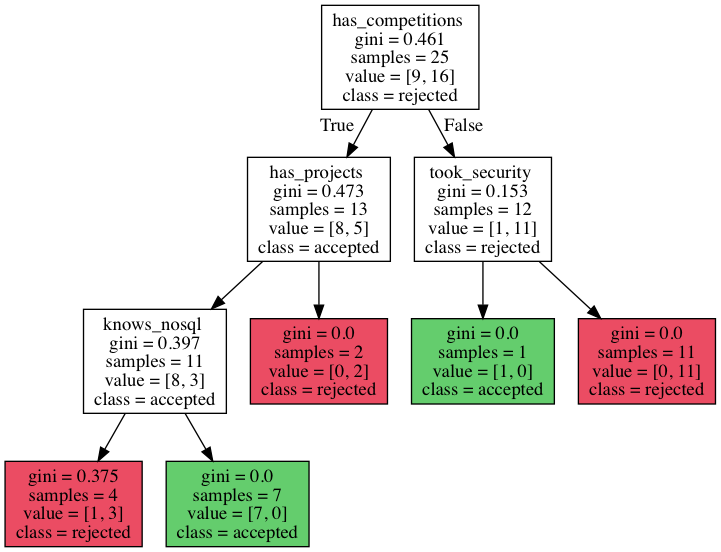 has_competitions
gini = 0.461
samples = 25
value = [9, 16]
class = rejected
True
False
has_projects
gini = 0.473
samples = 13
value = [8, 5]
class = accepted
took_security
gini = 0.153
samples = 12
value = [1, 11]
class = rejected
knows_nosql
gini = 0.397
samples = 11
value = [8, 3]
class = accepted
gini = 0.0
samples = 2
value = [0, 2]
class = rejected
gini = 0.0
samples = 1
value = [1, 0]
class = accepted
gini = 0.0
samples = 11
value = [0, 11]
class = rejected
gini = 0.375
samples = 4
value = [1, 3]
class = rejected
gini = 0.0
samples = 7
value = [7, 0]
class = accepted